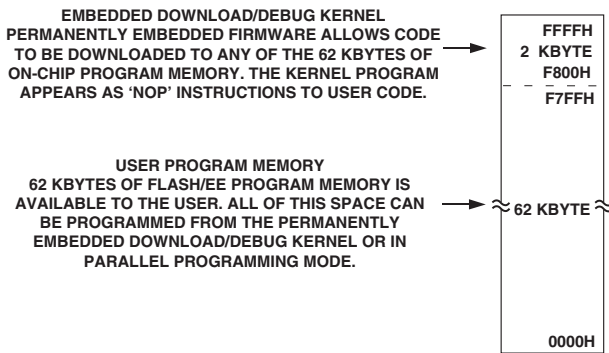 EMBEDDED DOWNLOAD/DEBUG KERNEL
PERMANENTLY EMBEDDED FIRMWARE ALLOWS CODE
TO BE DOWNLOADED TO ANY OF THE 62 KBYTES OF
ON-CHIP PROGRAM MEMORY. THE KERNEL PROGRAM
APPEARS AS ‘NOP’ INSTRUCTIONS TO USER CODE.
FFFFH
2 KBYTE
F800H
F7FFH
USER PROGRAM MEMORY
62 KBYTES OF FLASH/EE PROGRAM MEMORY IS
AVAILABLE TO THE USER. ALL OF THIS SPACE CAN
BE PROGRAMMED FROM THE PERMANENTLY
EMBEDDED DOWNLOAD/DEBUG KERNEL OR IN
PARALLEL PROGRAMMING MODE.
62 KBYTE
0000H